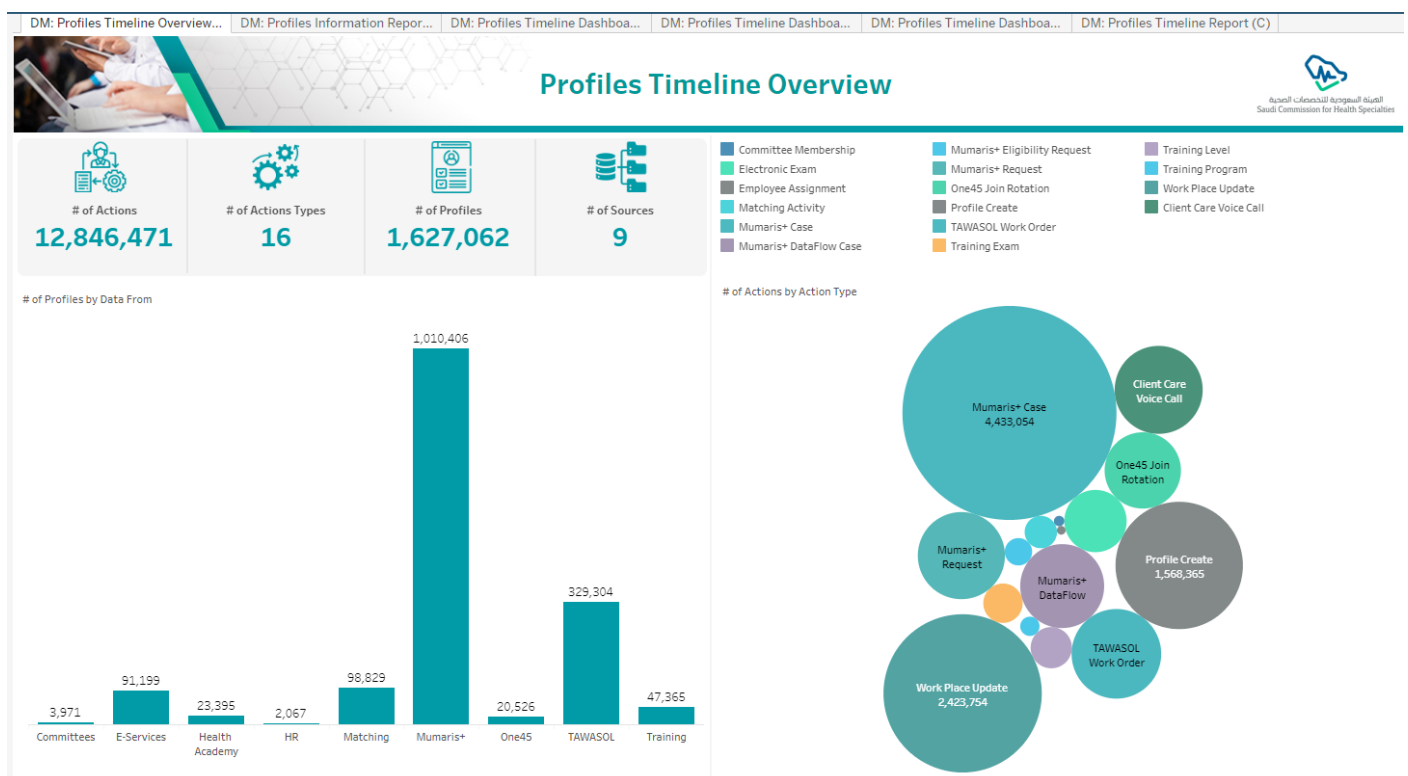 DM: Profiles Timeline Overview...
DM: Profiles Information Repor...
DM: Profiles Timeline Dashboa...
DM: Profiles Timeline Dashboa...
DM: Profiles Timeline Dashboa...
DM: Profiles Timeline Report (C)
Profiles Timeline Overview
الهيئة السعودية للتخصصات الصحية
Saudi Commission for Health Specialties
# of Actions
12,846,471
# of Actions Types
16
# of Profiles
1,627,062
# of Sources
9
Committee Membership
Electronic Exam
Employee Assignment
Matching Activity
Mumaris+ Case
Mumaris+ DataFlow Case
Mumaris+ Eligibility Request
Mumaris+ Request
One45 Join Rotation
Profile Create
TAWASOL Work Order
Training Exam
Training Level
Training Program
Work Place Update
Client Care Voice Call
# of Profiles by Data From
1,010,406
329,304
98,829
91,199
47,365
23,395
20,526
3,971
2,067
Committees
E-Services
Health
Academy
HR
Matching
Mumaris+
One45
TAWASOL
Training
# of Actions by Action Type
Mumaris+ Case
4,433,054
Client Care
Voice Call
One45 Join
Rotation
Mumaris+
Request
Profile Create
1,568,365
Mumaris+
DataFlow
TAWASOL
Work Order
Work Place Update
2,423,754